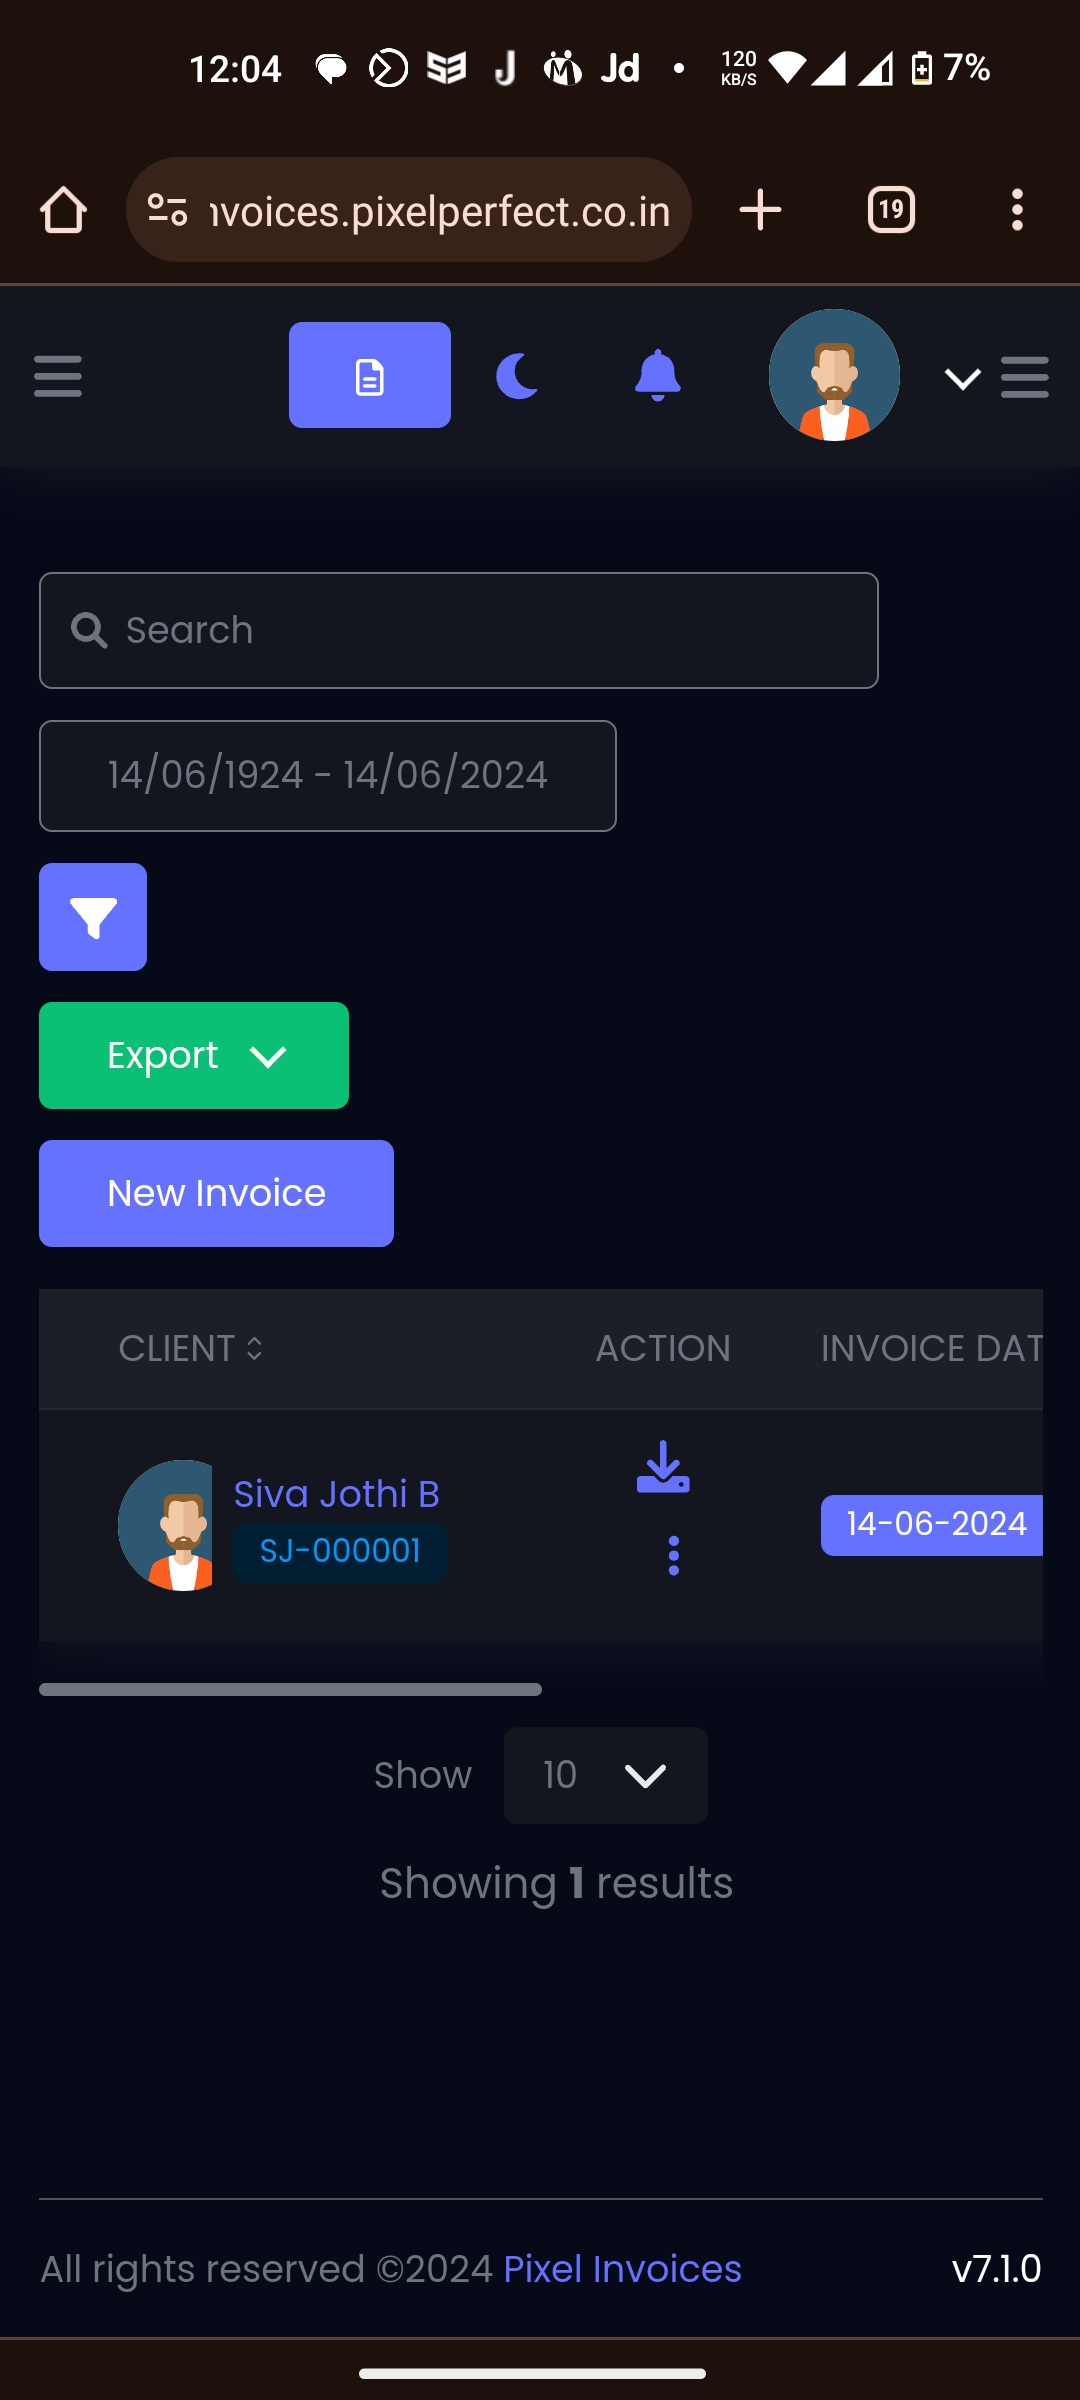 12:04 Jd 120 KB/S 7%
nvoices.pixelperfect.co.in 19
Search
14/06/1924 - 14/06/2024
Export
New Invoice
CLIENT ACTION INVOICE DAT
Siva Jothi B
SJ-000001
14-06-2024
Show 10
Showing 1 results
All rights reserved ©2024 Pixel Invoices v7.1.0